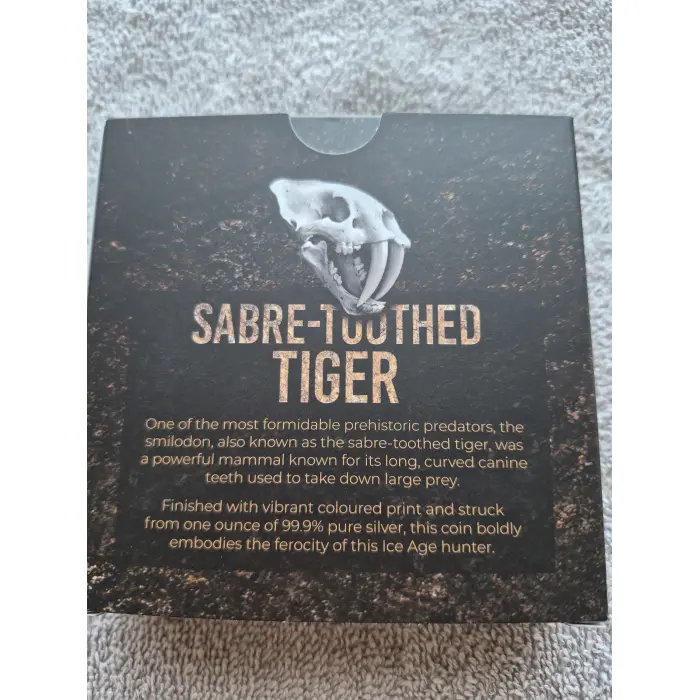 SABRE-TOOTHED
TIGER
One of the most formidable prehistoric predators, the
smilodon, also known as the sabre-toothed tiger, was
a powerful mammal known for its long, curved canine
teeth used to take down large prey.
Finished with vibrant coloured print and struck
from one ounce of 99.9% pure silver, this coin boldly
embodies the ferocity of this Ice Age hunter.